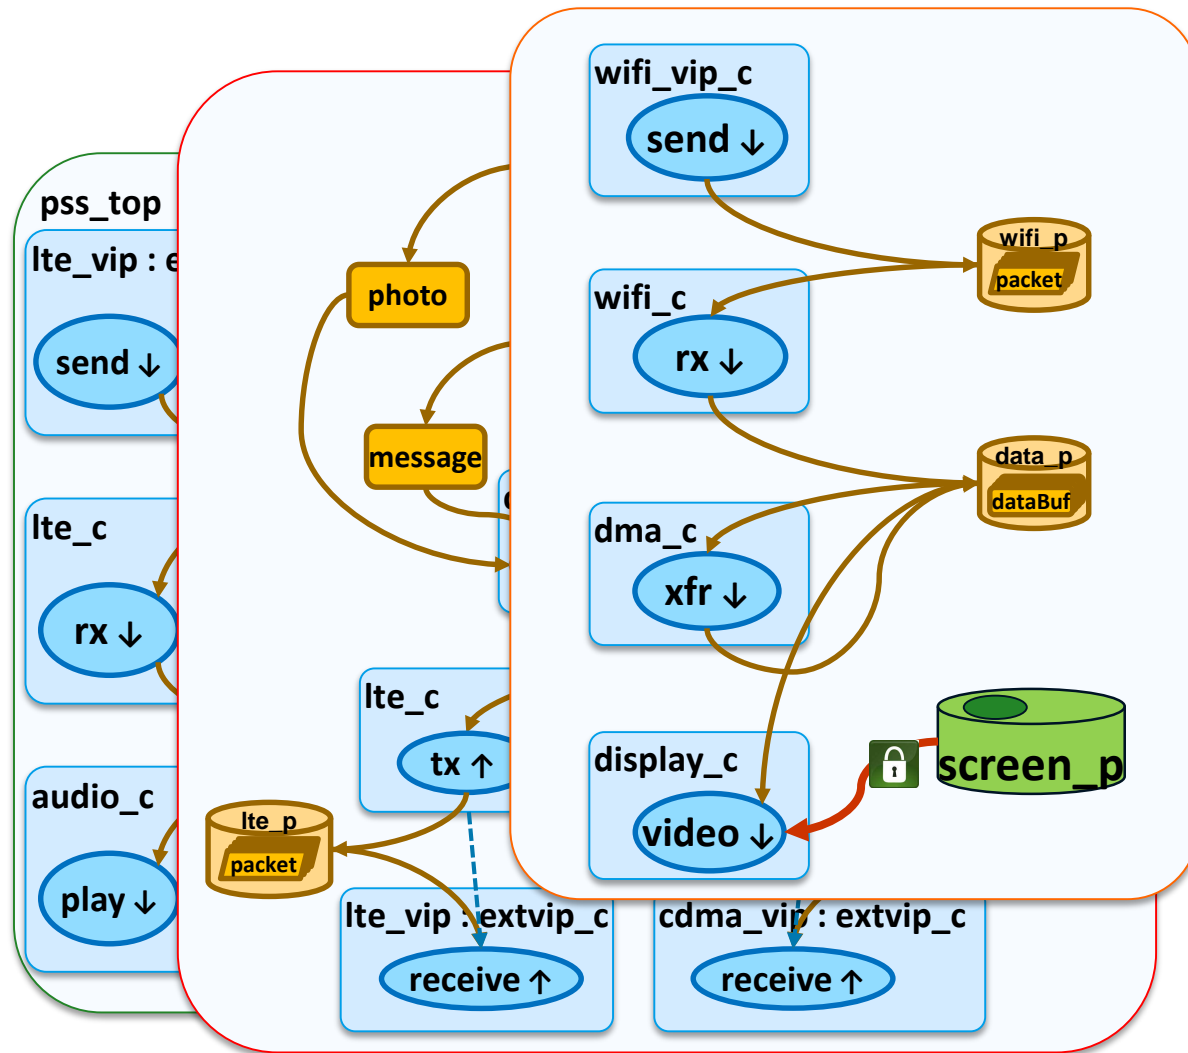 pss_top
lte_vip : e
send ↓
lte_c
rx ↓
audio_c
play ↓
photo
message
lte_c
tx ↑
lte_p
packet
lte_vip : extvip_c
receive ↑
cdma_vip : extvip_c
receive ↑
wifi_vip_c
send ↓
wifi_p
packet
wifi_c
rx ↓
data_p
dataBuf
dma_c
xfr ↓
display_c
video ↓
screen_p